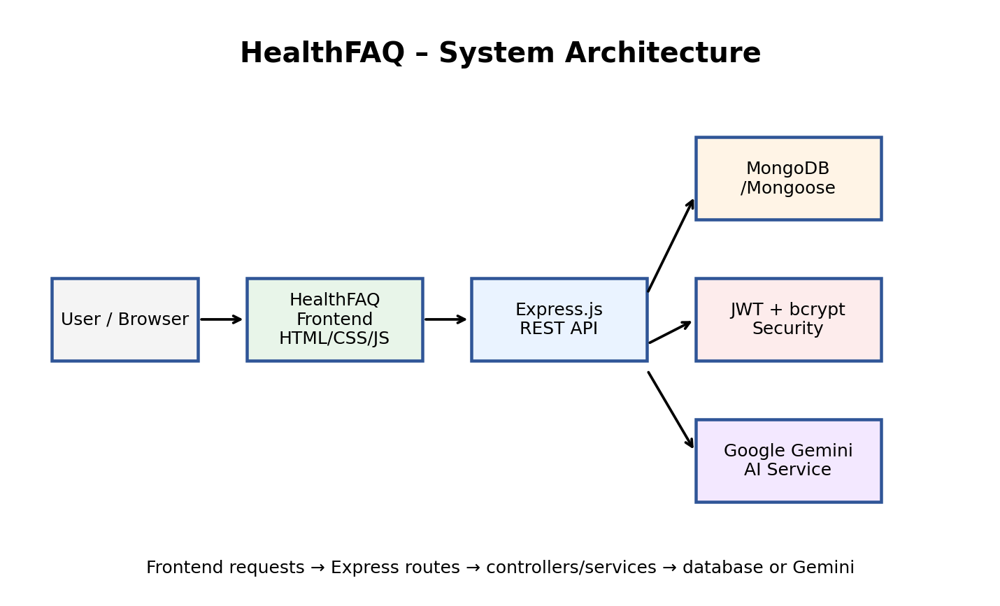 HealthFAQ – System Architecture
MongoDB
/Mongoose
User / Browser
HealthFAQ
Frontend
HTML/CSS/JS
Express.js
REST API
JWT + bcrypt
Security
Google Gemini
AI Service
Frontend requests → Express routes → controllers/services → database or Gemini